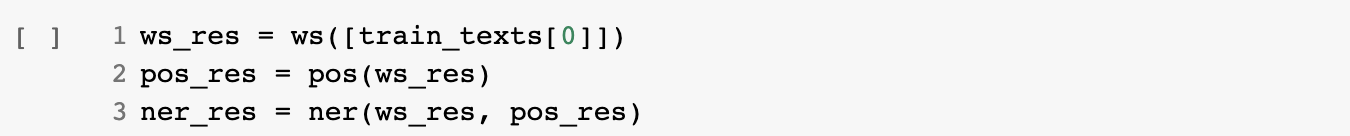 [ ] 1 ws_res = ws([train_texts[0]])
2 pos_res = pos(ws_res)
3 ner_res = ner(ws_res, pos_res)